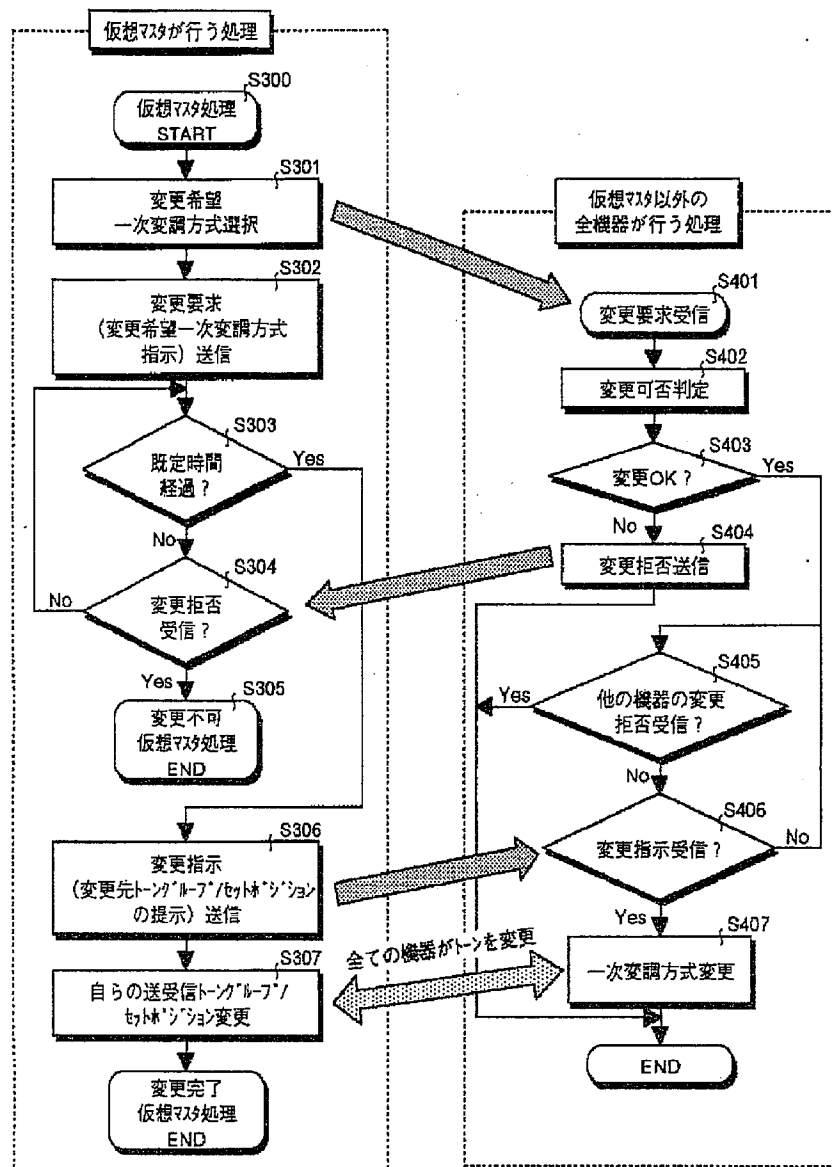 仮想マスタが行う処理
S300
仮想マスタ処理
START
S301
変更希望
一次変調方式選択
S302
変更要求
（変更希望一次変調方式
指示）送信
S303
既定時間
経過？
Yes
No
S304
変更拒否
受信？
No
Yes
S305
変更不可
仮想マスタ処理
END
S306
変更指示
（変更先トーングループ/セットポジション
の提示）送信
S307
自らの送受信トーングループ/
セットポジション変更
変更完了
仮想マスタ処理
END
全ての機器がトーンを変更
仮想マスタ以外の
全機器が行う処理
S401
変更要求受信
S402
変更可否判定
S403
変更OK？
Yes
No
S404
変更拒否送信
S405
他の機器の変更
拒否受信？
Yes
No
S406
変更指示受信？
No
Yes
S407
一次変調方式変更
END